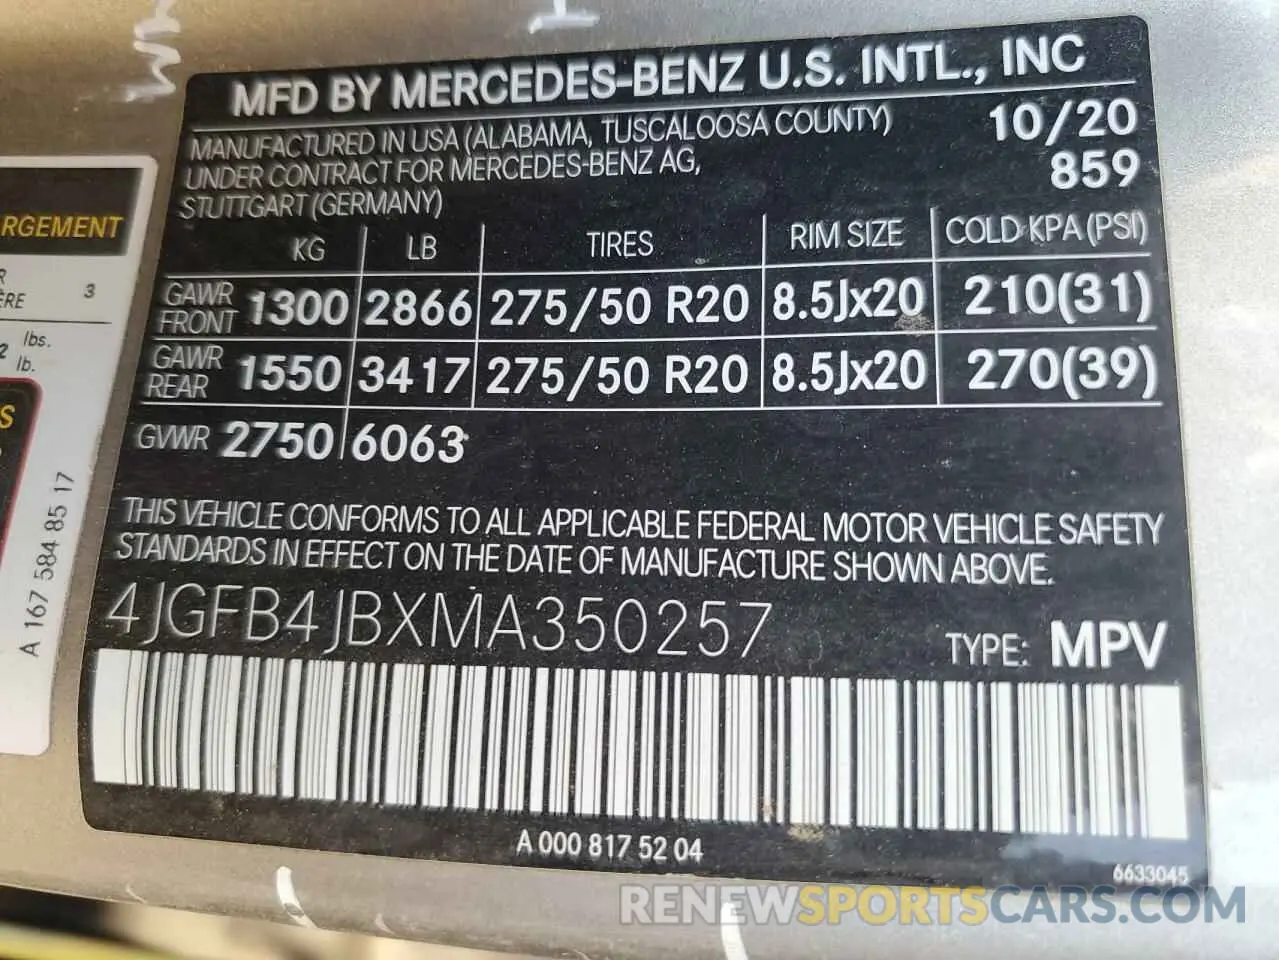 MFD BY MERCEDES-BENZ U.S. INTL., INC
MANUFACTURED IN USA (ALABAMA, TUSCALOOSA COUNTY)
UNDER CONTRACT FOR MERCEDES-BENZ AG,
STUTTGART (GERMANY)
10/20
859
KG LB TIRES RIM SIZE COLD KPA (PSI)
GAWR FRONT 1300 2866 275/50 R20 8.5Jx20 210(31)
GAWR REAR 1550 3417 275/50 R20 8.5Jx20 270(39)
GVWR 2750 6063
THIS VEHICLE CONFORMS TO ALL APPLICABLE FEDERAL MOTOR VEHICLE SAFETY
STANDARDS IN EFFECT ON THE DATE OF MANUFACTURE SHOWN ABOVE.
4JGFB4JBXMA350257
TYPE: MPV
A 000 817 52 04
6633045
RGEMENT
3
lbs.
lb.
A 167 584 85 17
RENEWSPORTSCARS.COM